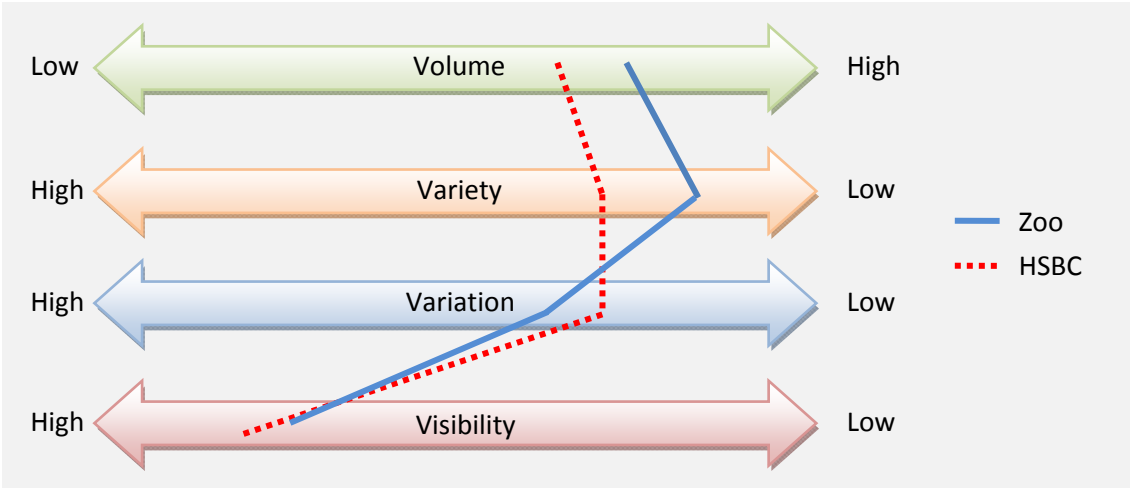 Low Volume High
High Variety Low
Zoo
HSBC
High Variation Low
High Visibility Low